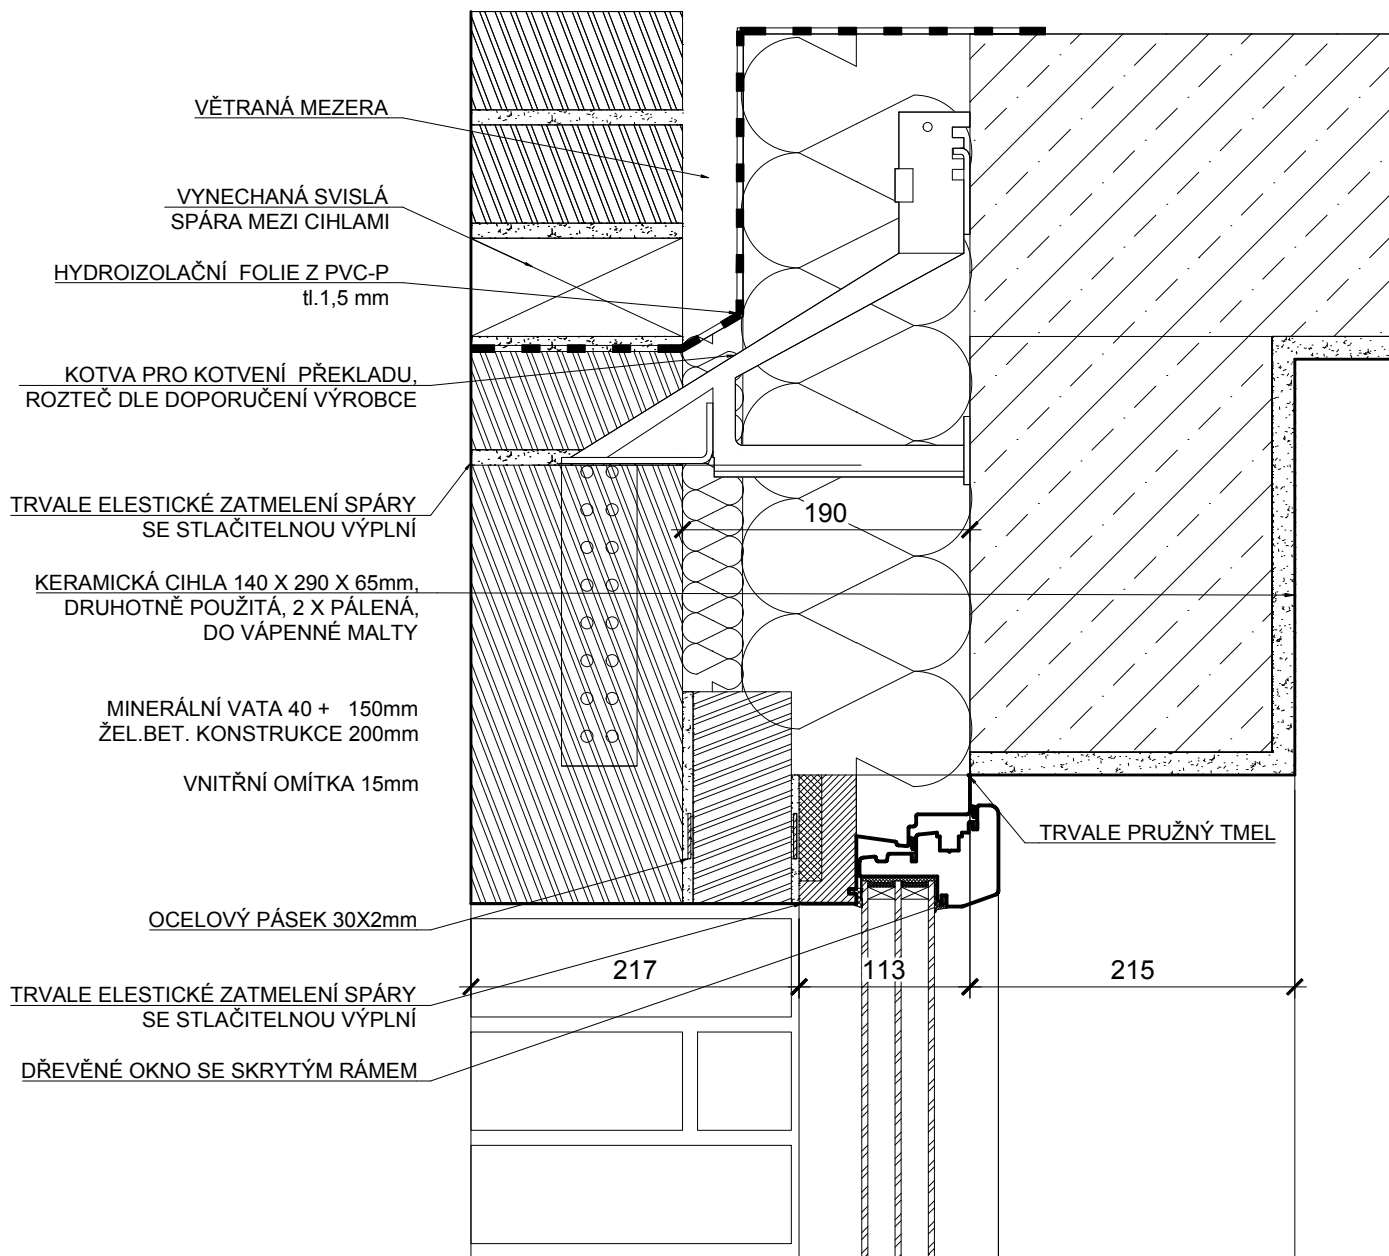 VĚTRANÁ MEZERA
VYNECHANÁ SVISLÁ
SPÁRA MEZI CIHLAMI
HYDROIZOLAČNÍ FOLIE Z PVC-P
tl.1,5 mm
KOTVA PRO KOTVENÍ PŘEKLADU,
ROZTEČ DLE DOPORUČENÍ VÝROBCE
TRVALE ELESTICKÉ ZATMELENÍ SPÁRY
SE STLAČITELNOU VÝPLNÍ
190
KERAMICKÁ CIHLA 140 X 290 X 65mm,
DRUHOTNĚ POUŽITÁ, 2 X PÁLENÁ,
DO VÁPENNÉ MALTY
MINERÁLNÍ VATA 40 + 150mm
ŽEL.BET. KONSTRUKCE 200mm
VNITŘNÍ OMÍTKA 15mm
TRVALE PRUŽNÝ TMEL
OCELOVÝ PÁSEK 30X2mm
217
113
215
TRVALE ELESTICKÉ ZATMELENÍ SPÁRY
SE STLAČITELNOU VÝPLNÍ
DŘEVĚNÉ OKNO SE SKRYTÝM RÁMEM